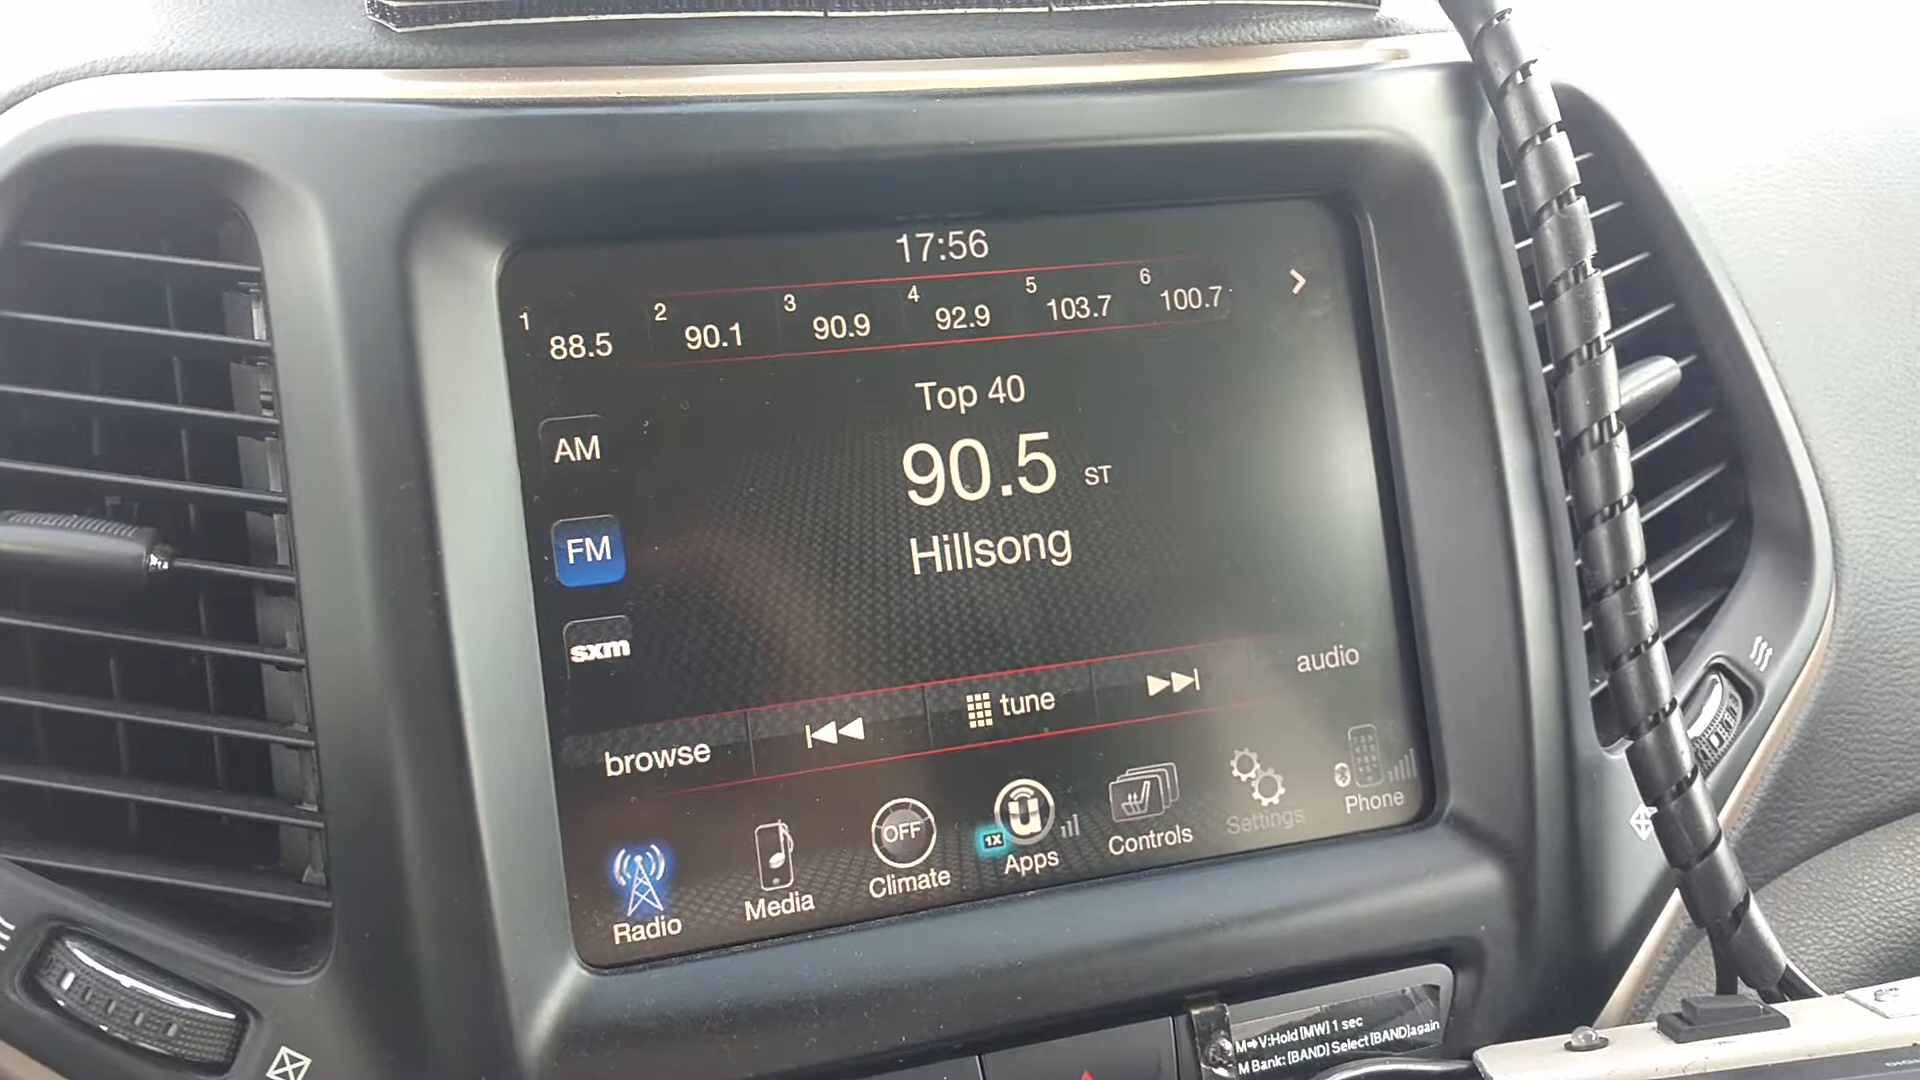 17:56
1 88.5 2 90.1 3 90.9 4 92.9 5 103.7 6 100.7
Top 40
AM
90.5 ST
FM
Hillsong
sxm
browse tune audio
Radio Media OFF Climate 1X Apps Controls Settings Phone
M➡V:Hold [MW] 1 sec
M Bank: [BAND] Select [BAND]again